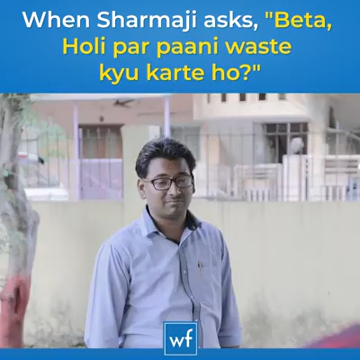 When Sharmaji asks, "Beta,
Holi par paani waste
kyu karte ho?"
wf